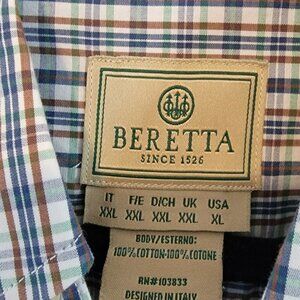 BERETTA
SINCE 1526
IT F/E D/CH UK USA
XXL XXL XXL XXL XL
BODY/ESTERNO:
100% COTTON-100% COTONE
RN#103833
DESIGNED IN ITALY